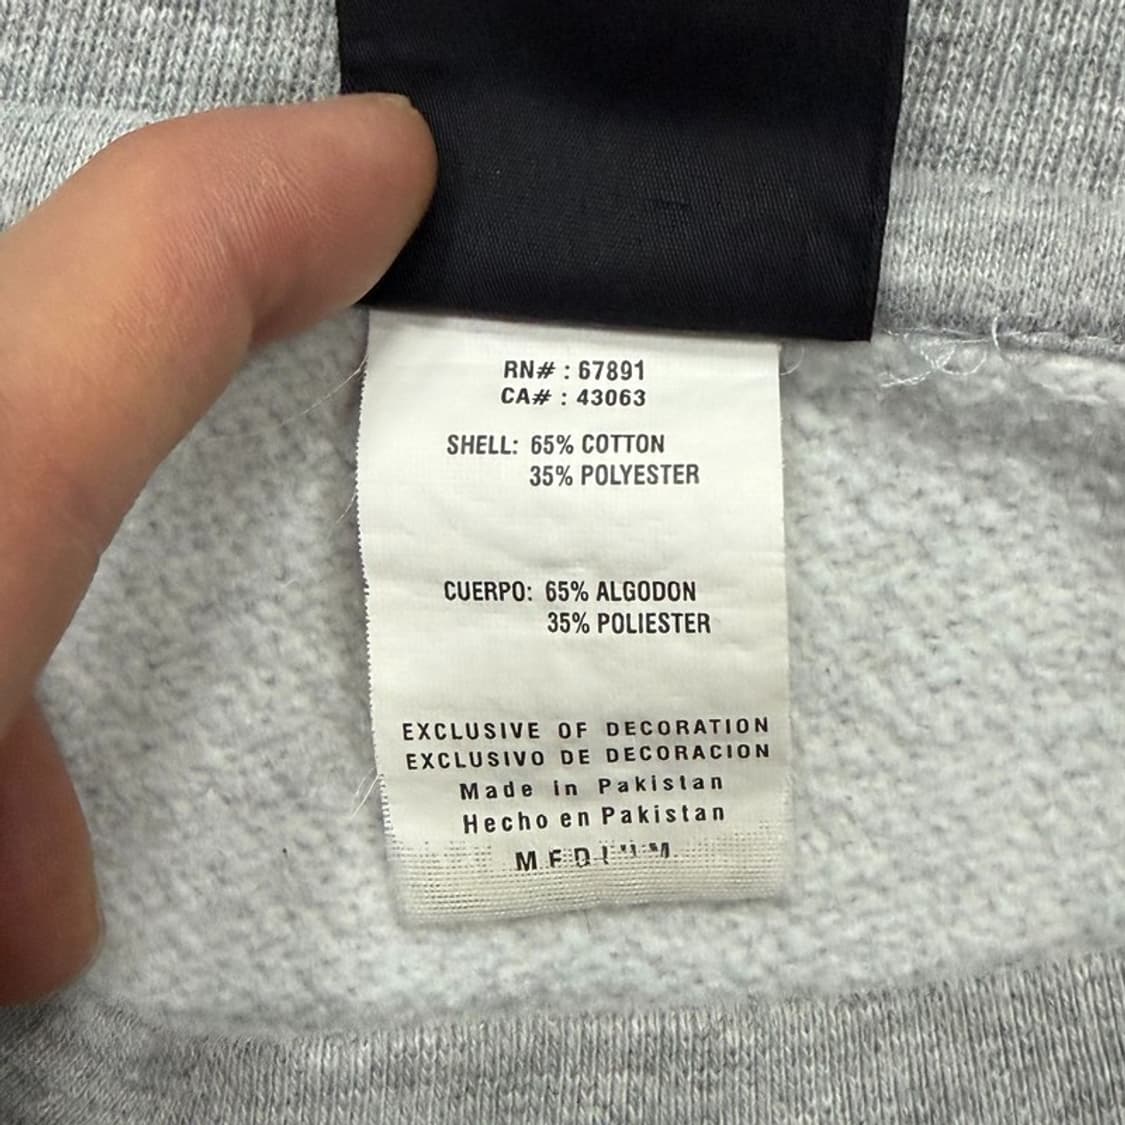 RN# : 67891
CA# : 43063
SHELL: 65% COTTON
35% POLYESTER
CUERPO: 65% ALGODON
35% POLIESTER
EXCLUSIVE OF DECORATION
EXCLUSIVO DE DECORACION
Made in Pakistan
Hecho en Pakistan
MEDIUM